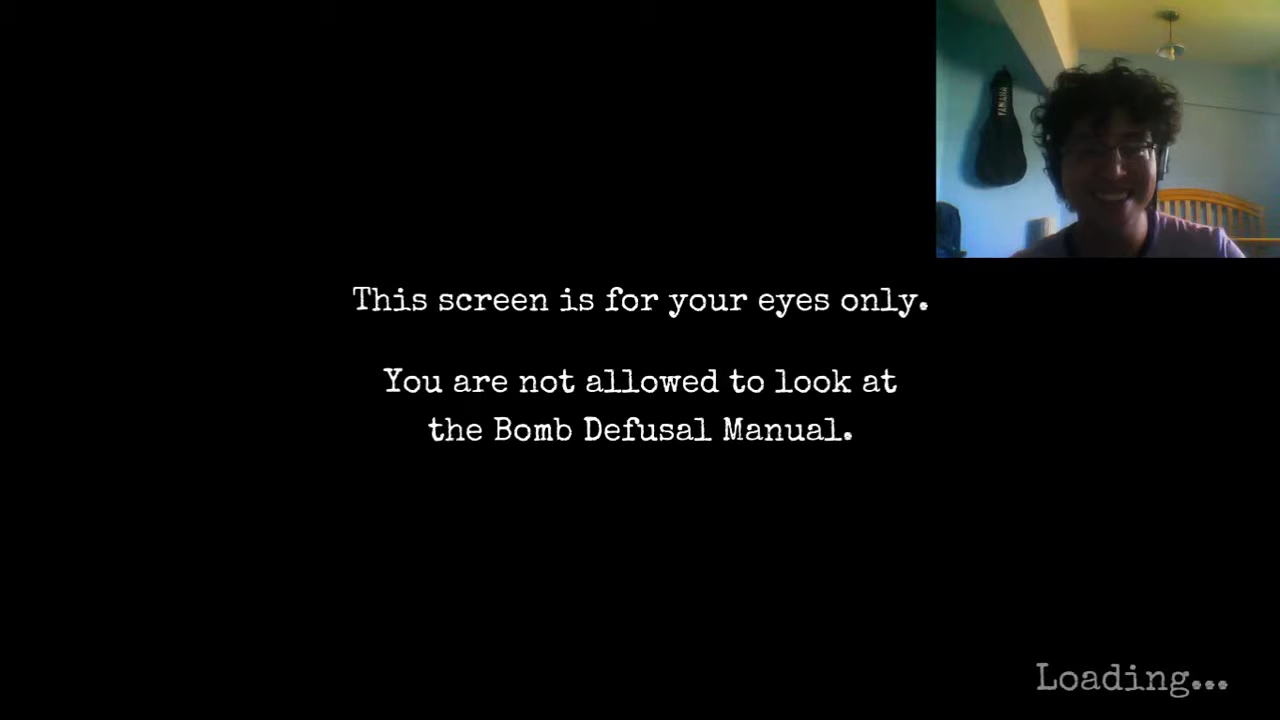 YAMAHA
This screen is for your eyes only.
You are not allowed to look at
the Bomb Defusal Manual.
Loading...